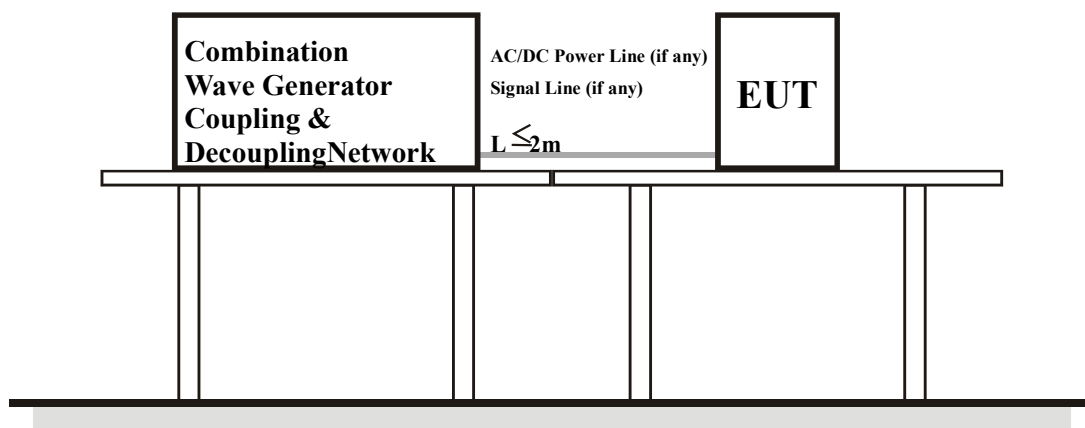 Combination
Wave Generator
Coupling &
DecouplingNetwork
AC/DC Power Line (if any)
Signal Line (if any)
L ≤2m
EUT